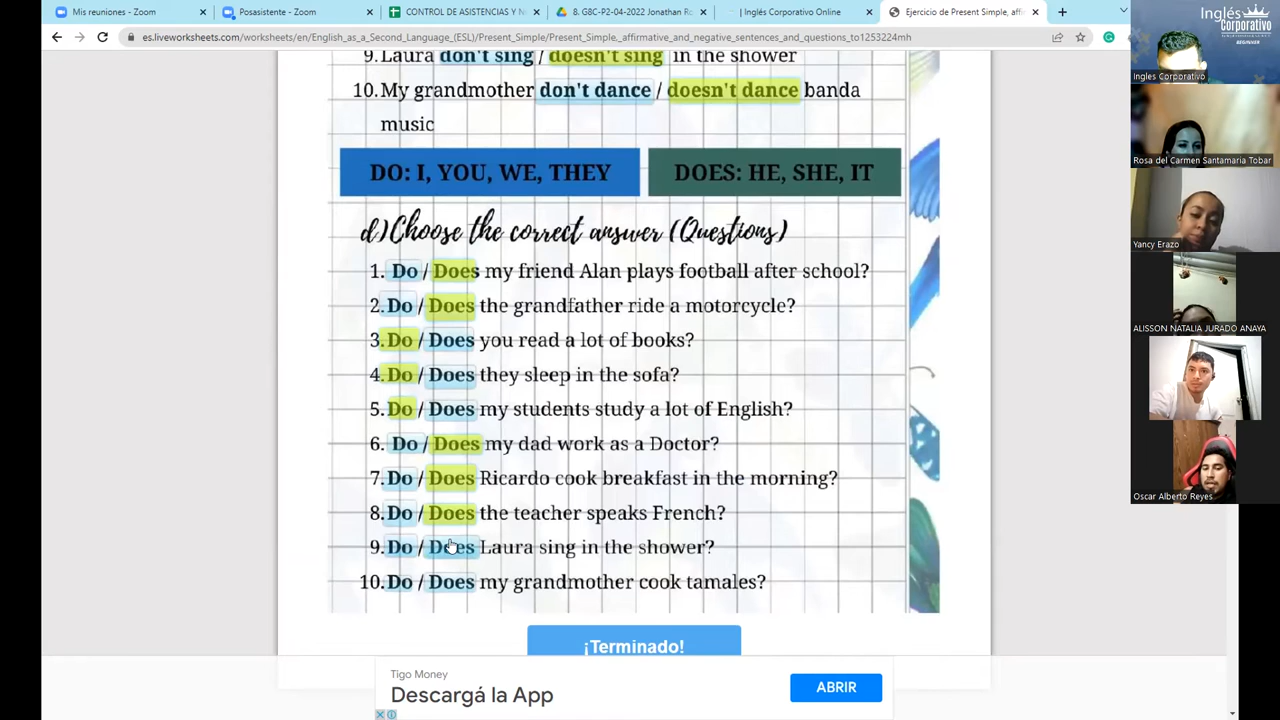 Mis reuniones - Zoom
Posasistente - Zoom
CONTROL DE ASISTENCIAS Y N
8. GBC-P2-04-2022 Jonathan Ro
Inglés Corporativo Online
Ejercicio de Present Simple, affi
es.liveworksheets.com/worksheets/en/English_as_a_Second_Language_(ESL)/Present_Simple/Present_Simple._affirmative_and_negative_sentences_and_questions_to1253224mh
9. Laura don't sing / doesn't sing in the shower
10. My grandmother don't dance / doesn't dance banda
music
DO: I, YOU, WE, THEY
DOES: HE, SHE, IT
d) Choose the correct answer (Questions)
1. Do / Does my friend Alan plays football after school?
2. Do / Does the grandfather ride a motorcycle?
3. Do / Does you read a lot of books?
4. Do / Does they sleep in the sofa?
5. Do / Does my students study a lot of English?
6. Do / Does my dad work as a Doctor?
7. Do / Does Ricardo cook breakfast in the morning?
8. Do / Does the teacher speaks French?
9. Do / Does Laura sing in the shower?
10. Do / Does my grandmother cook tamales?
¡Terminado!
Tigo Money
Descargá la App
ABRIR
Inglés
Corporativo
BEGINNER
Ingles Corporativo
Rosa del Carmen Santamaria Tobar
Yancy Erazo
ALISSON NATALIA JURADO ANAYA
Oscar Alberto Reyes